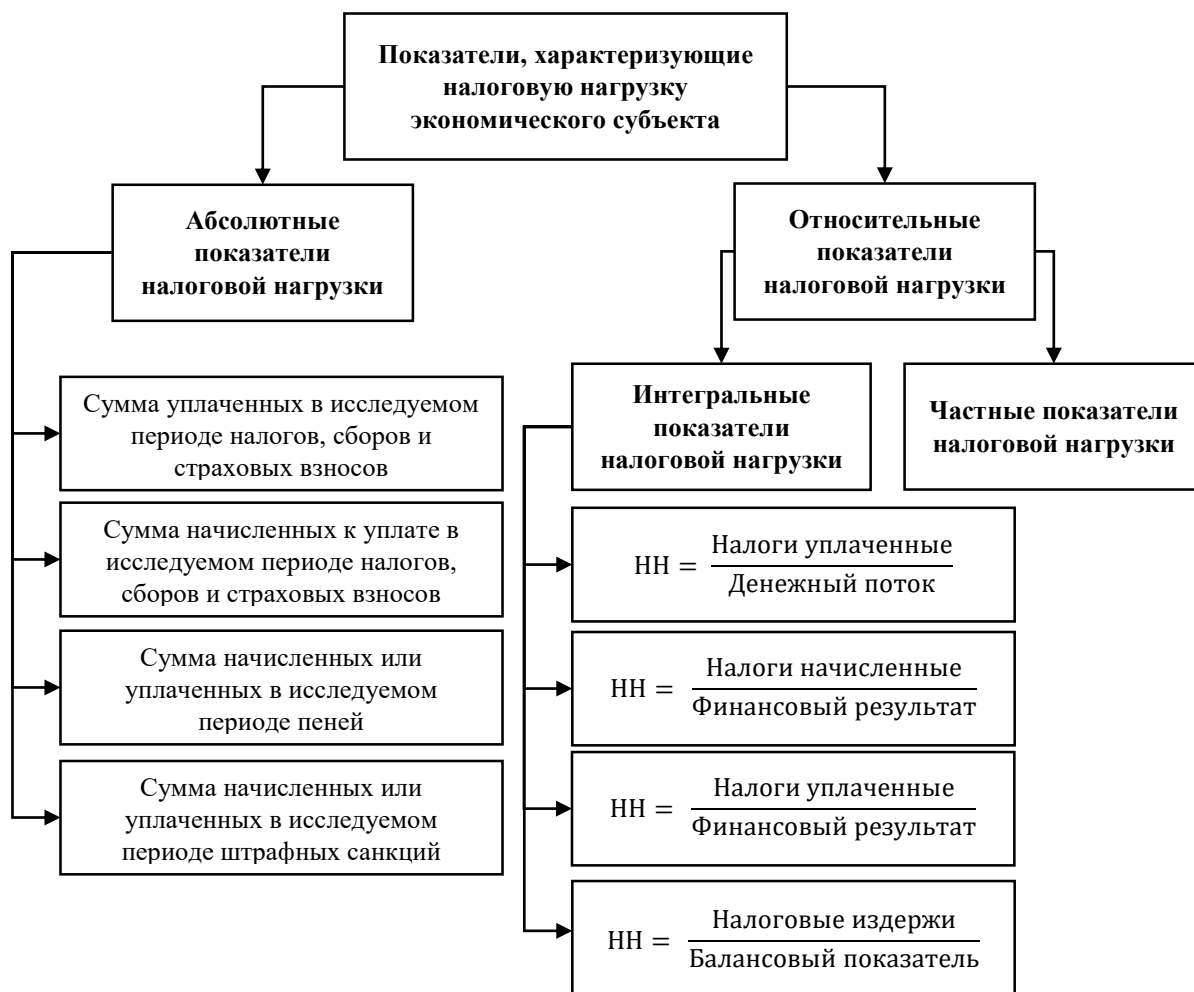 Показатели, характеризующие
налоговую нагрузку
экономического субъекта
Абсолютные
показатели
налоговой нагрузки
Относительные
показатели
налоговой нагрузки
Сумма уплаченных в исследуемом
периоде налогов, сборов и
страховых взносов
Сумма начисленных к уплате в
исследуемом периоде налогов,
сборов и страховых взносов
Сумма начисленных или
уплаченных в исследуемом
периоде пеней
Сумма начисленных или
уплаченных в исследуемом
периоде штрафных санкций
Интегральные
показатели
налоговой нагрузки
Частные показатели
налоговой нагрузки
НН = Налоги уплаченные
Денежный поток
НН = Налоги начисленные
Финансовый результат
НН = Налоги уплаченные
Финансовый результат
НН = Налоговые издержи
Балансовый показатель